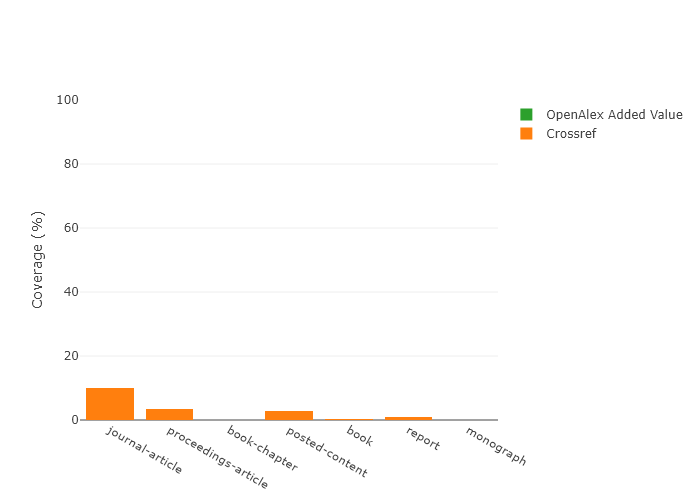 100
80
60
40
20
0
Coverage (%)
journal-article
proceedings-article
book-chapter
posted-content
book
report
monograph
OpenAlex Added Value
Crossref